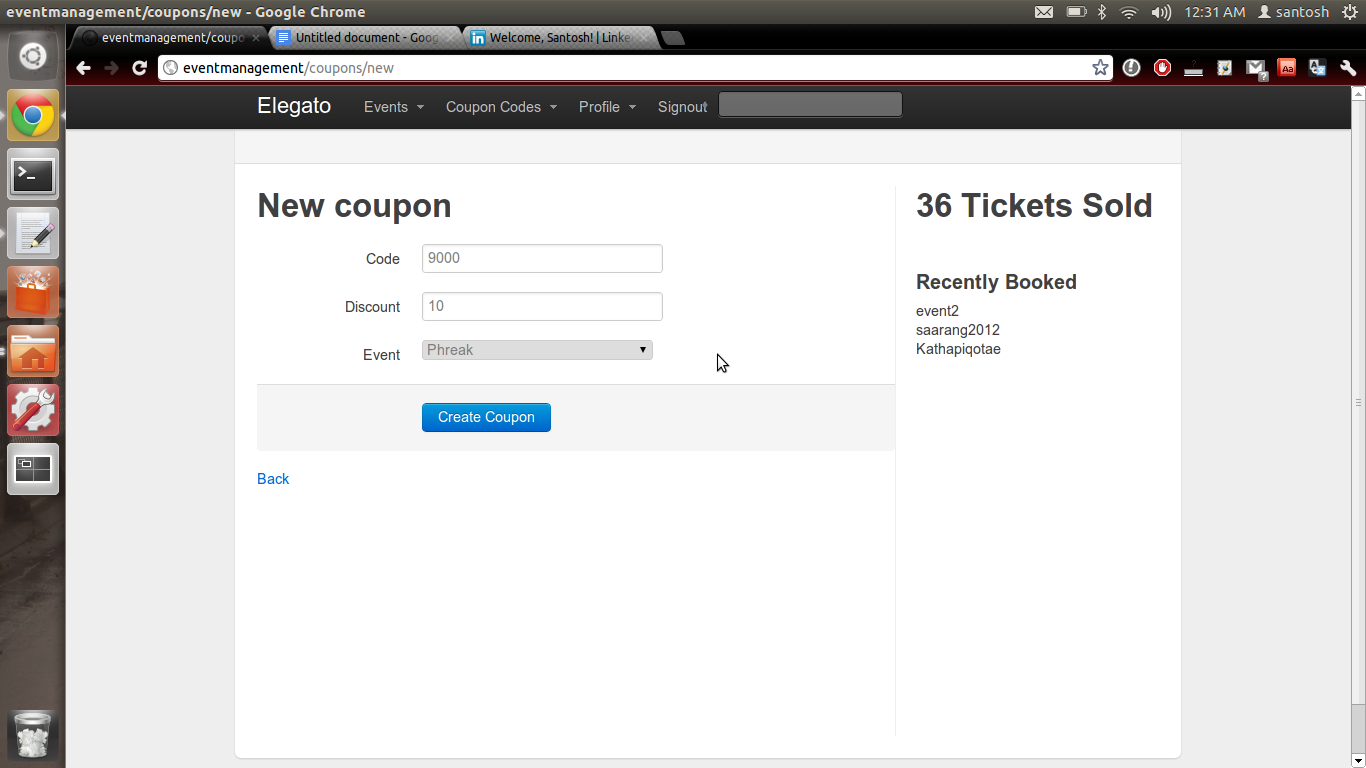 eventmanagement/coupons/new - Google Chrome
12:31 AM santosh
eventmanagement/coupo
Untitled document - Goog
Welcome, Santosh! | Linke
eventmanagement/coupons/new
Elegato Events Coupon Codes Profile Signout
New coupon
Code 9000
Discount 10
Event Phreak
Create Coupon
Back
36 Tickets Sold
Recently Booked
event2
saarang2012
Kathapiqotae